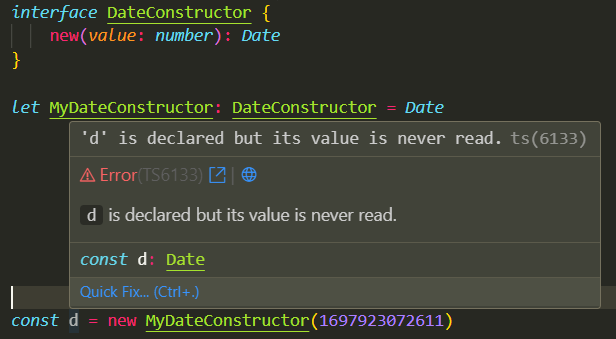 interface DateConstructor {
new(value: number): Date
}
let MyDateConstructor: DateConstructor = Date
'd' is declared but its value is never read. ts(6133)
Error(TS6133) |
d is declared but its value is never read.
const d: Date
Quick Fix... (Ctrl+.)
const d = new MyDateConstructor(1697923072611)